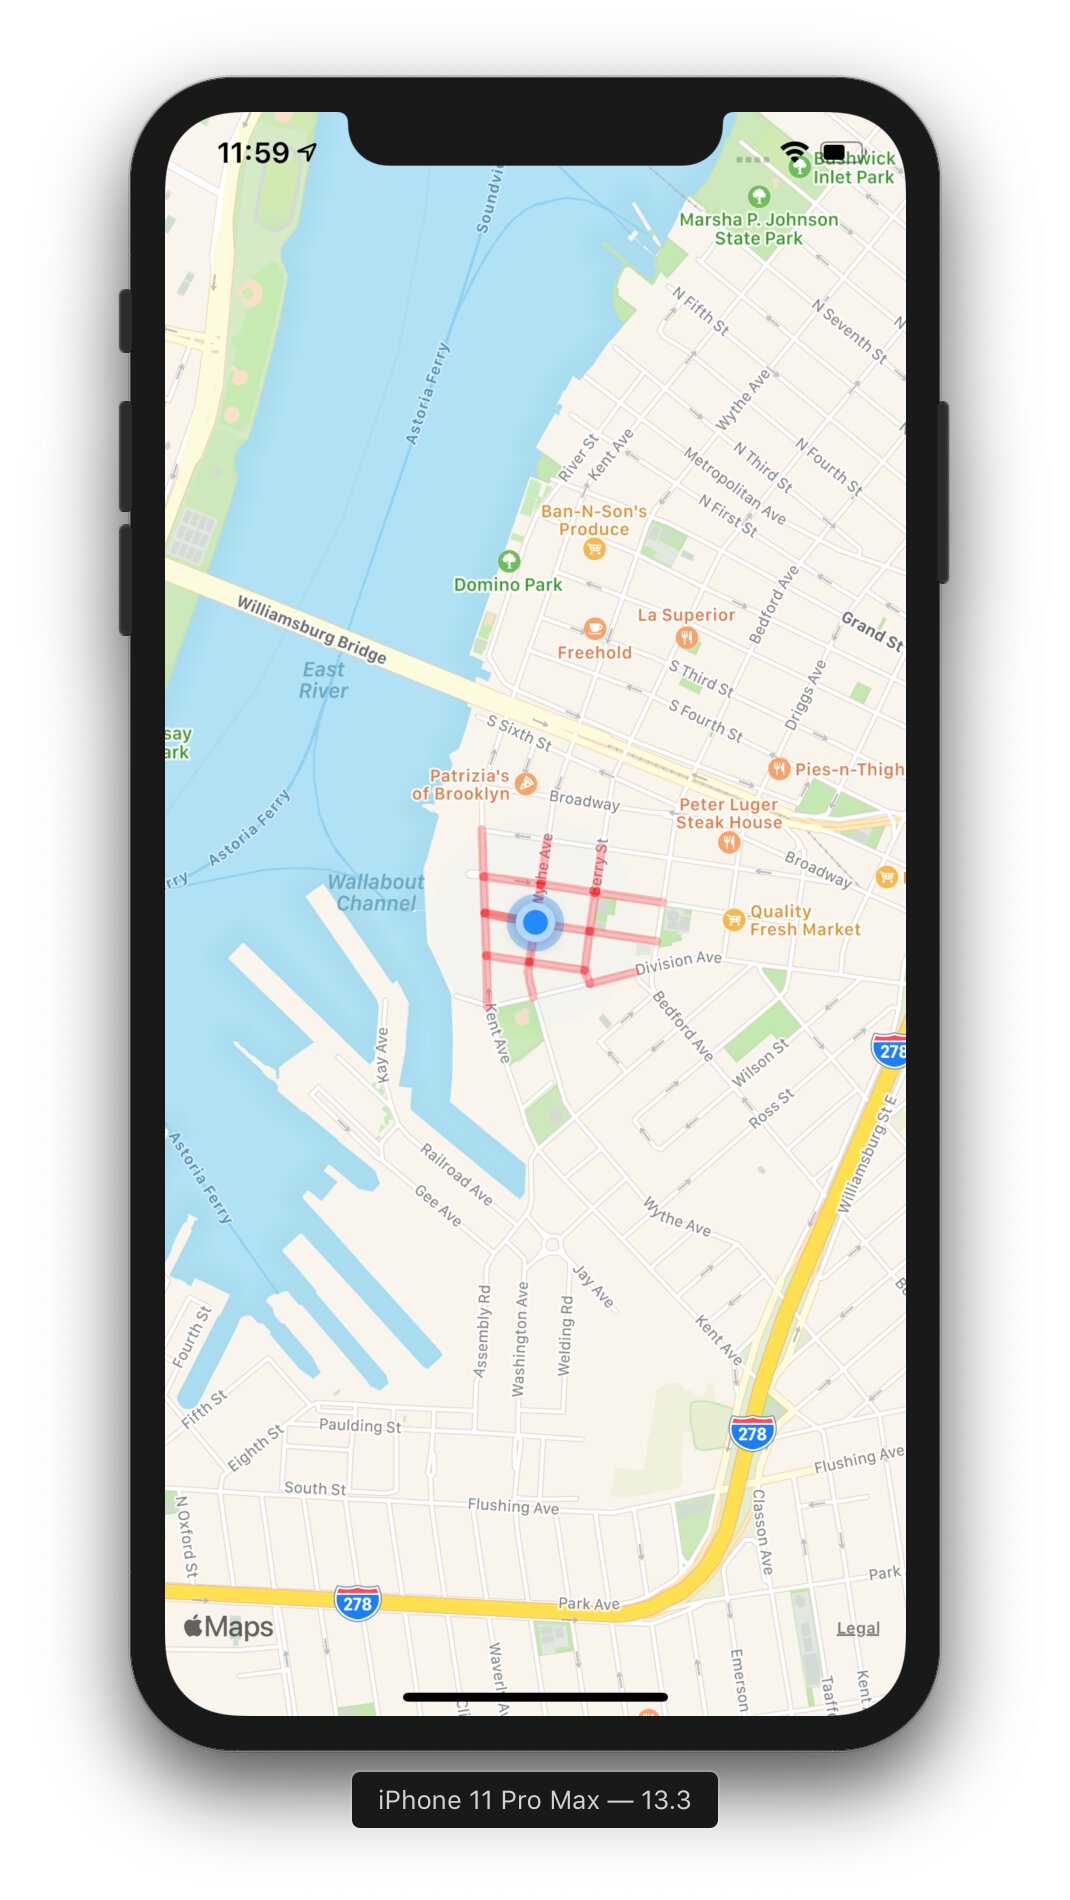 11:59
Bushwick
Inlet Park
Marsha P. Johnson
State Park
Astoria Ferry
N Fifth St
N Seventh St
Wythe Ave
River St
Kent Ave
N Third St
N Fourth St
Metropolitan Ave
N First St
Ban-N-Son's
Produce
Domino Park
Bedford Ave
La Superior
Grand St
Freehold
Williamsburg Bridge
East
River
S Third St
Driggs Ave
S Fourth St
S Sixth St
say
ark
Pies-n-Thigh
Patrizia's
of Brooklyn
Broadway
Peter Luger
Steak House
Astoria Ferry
Wythe Ave
Berry St
Broadway
rry
Wallabout
Channel
Quality
Fresh Market
Division Ave
Kent Ave
Bedford Ave
Kay Ave
Wilson St
278
Ross St
Williamsburg St E
Astoria Ferry
Railroad Ave
Gee Ave
Wythe Ave
Jay Ave
Assembly Rd
Washington Ave
Welding Rd
Fourth St
Kent Ave
Fifth St
Eighth St
Paulding St
278
Flushing Ave
South St
Flushing Ave
N Oxford St
Classon Ave
Park
278
Park Ave
Maps
Legal
Waverly Av
Emerson
Taaffe
Kent
Cli
iPhone 11 Pro Max — 13.3